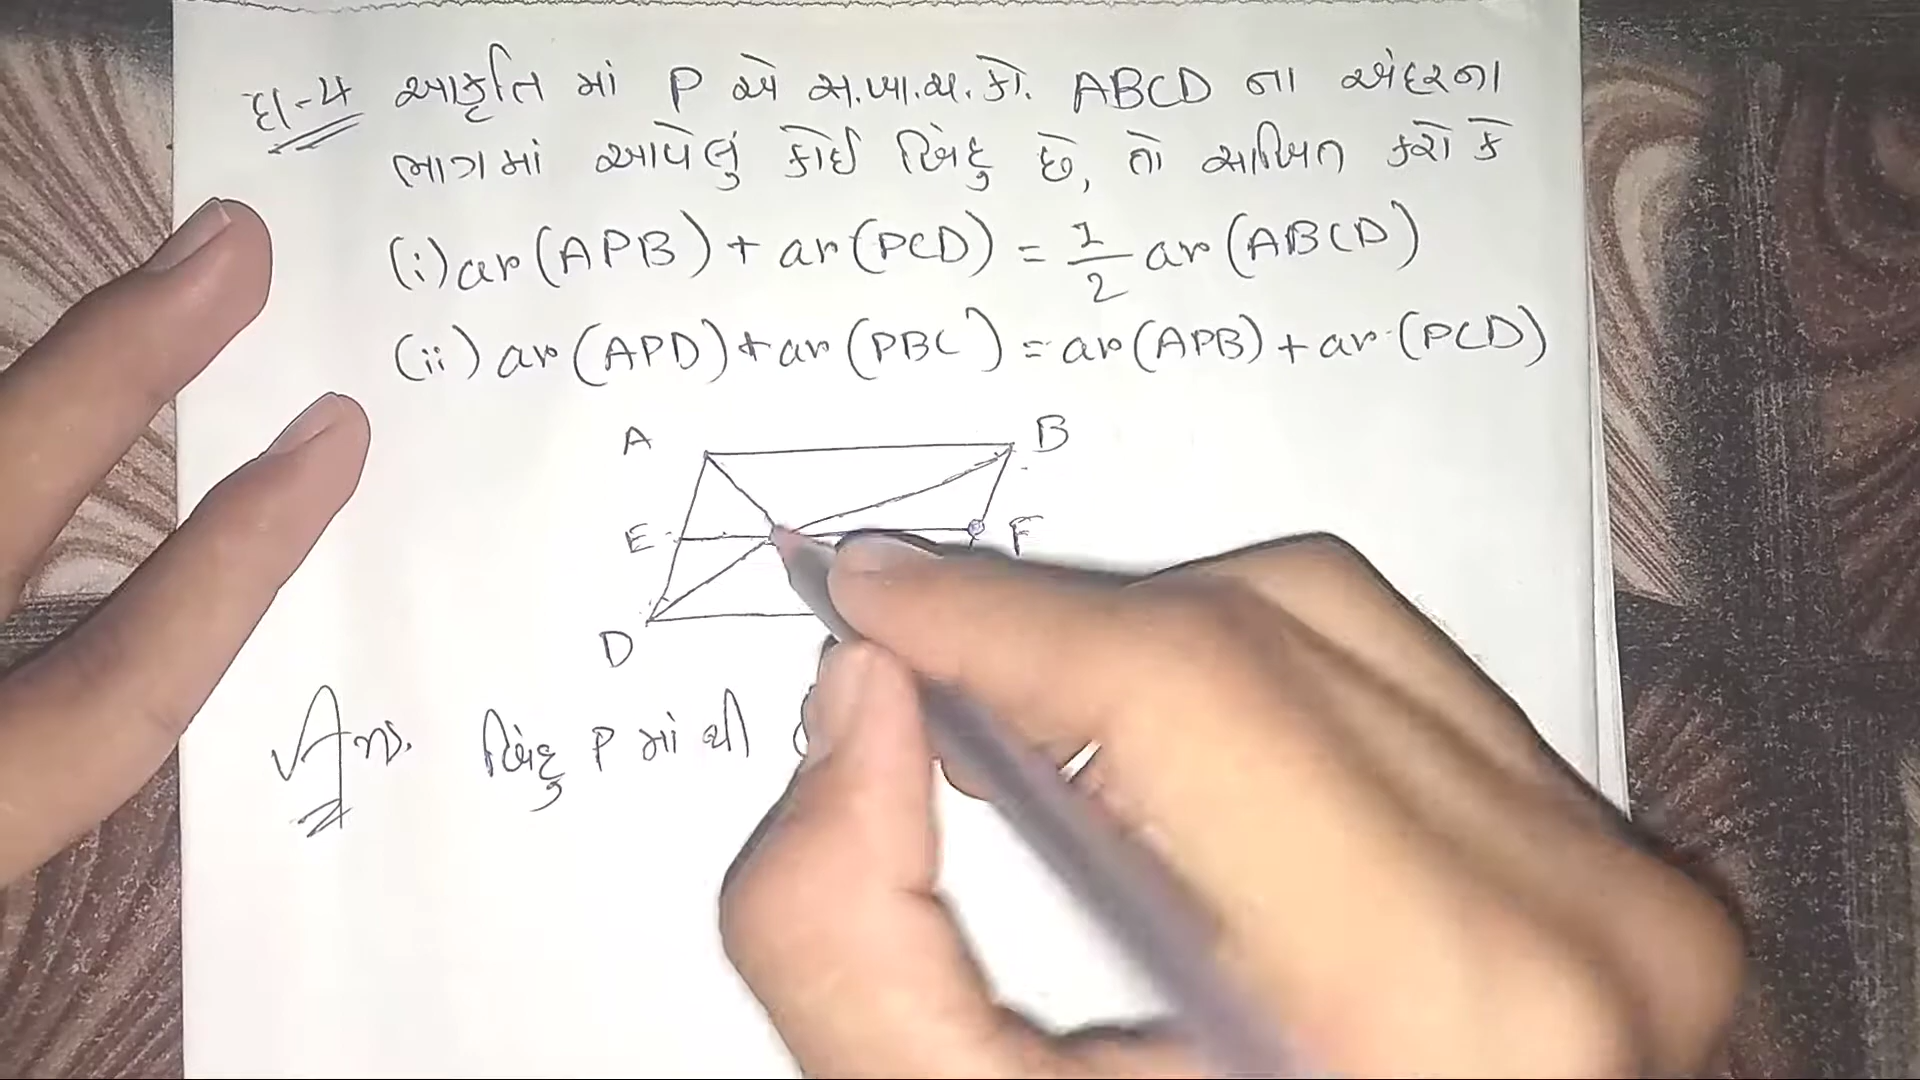 દા-4 આકૃતિ માં P એ સ.બા.ચ.કો. ABCD ના અંદરના
ભાગમાં આપેલું કોઈ બિંદુ છે, તો સાબિત કરો કે
(i) ar (APB) + ar (PCD) = 1/2 ar (ABCD)
(ii) ar (APD) + ar (PBC) = ar (APB) + ar (PCD)
A B
E F
D
Ans. બિંદુ P માં થી